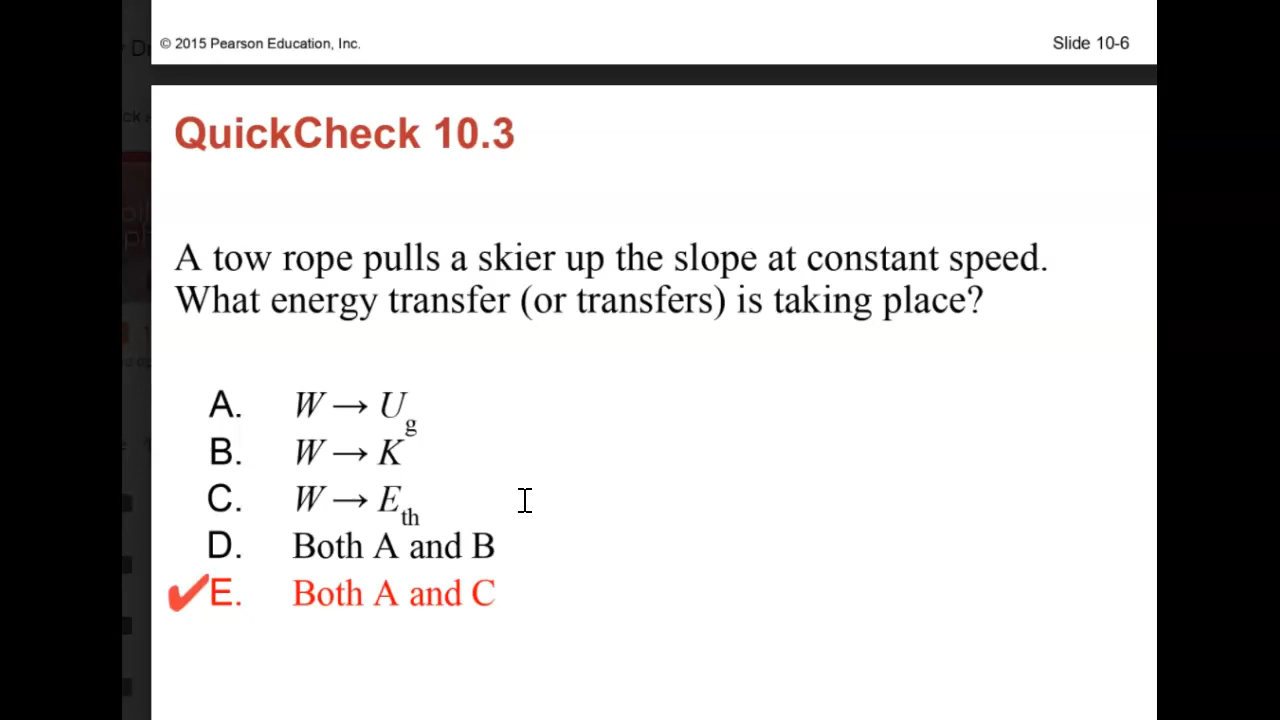 © 2015 Pearson Education, Inc. Slide 10-6
QuickCheck 10.3
A tow rope pulls a skier up the slope at constant speed.
What energy transfer (or transfers) is taking place?
A. W → Ug
B. W → K
C. W → Eth
D. Both A and B
✔E. Both A and C